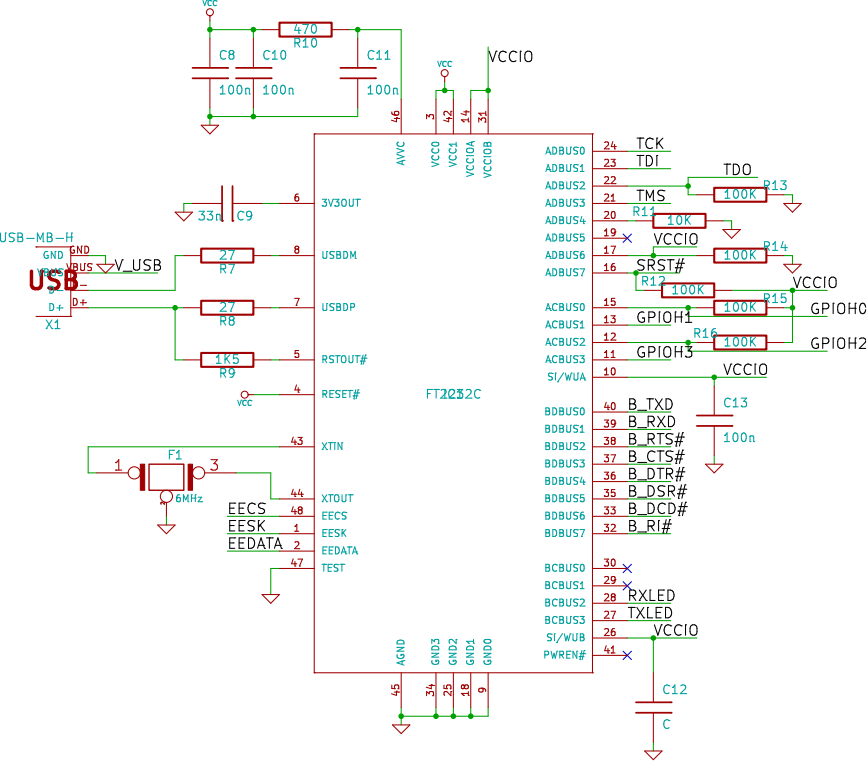 VCC
470
R10
C8
C10
C11
100n
100n
100n
VCC
VCCIO
46
3
42
14
31
AVVC
VCC0
VCC1
VCCIOA
VCCIOB
33n
C9
6
3V3OUT
USB-MB-H
GND
GND
VBUS
VBUS
V_USB
USB
D-
D+
D+
X1
27
R7
8
USBDM
27
R8
7
USBDP
1K5
R9
5
RSTOUT#
VCC
4
RESET#
43
XTIN
F1
1
3
2
6MHz
44
XTOUT
EECS
48
EECS
EESK
1
EESK
EEDATA
2
EEDATA
47
TEST
ADBUS0
24
TCK
ADBUS1
23
TDI
ADBUS2
22
TDO
100K
R13
ADBUS3
21
TMS
ADBUS4
20
R11
10K
ADBUS5
19
ADBUS6
17
VCCIO
100K
R14
ADBUS7
16
SRST#
R12
100K
VCCIO
ACBUS0
15
100K
R15
GPIOH0
ACBUS1
13
GPIOH1
ACBUS2
12
R16
100K
GPIOH2
ACBUS3
11
GPIOH3
SI/WUA
10
VCCIO
C13
100n
BDBUS0
40
B_TXD
BDBUS1
39
B_RXD
BDBUS2
38
B_RTS#
BDBUS3
37
B_CTS#
BDBUS4
36
B_DTR#
BDBUS5
35
B_DSR#
BDBUS6
33
B_DCD#
BDBUS7
32
B_RI#
BCBUS0
30
BCBUS1
29
BCBUS2
28
RXLED
BCBUS3
27
TXLED
SI/WUB
26
VCCIO
PWREN#
41
C12
C
AGND
GND3
GND2
GND1
GND0
45
34
25
18
9